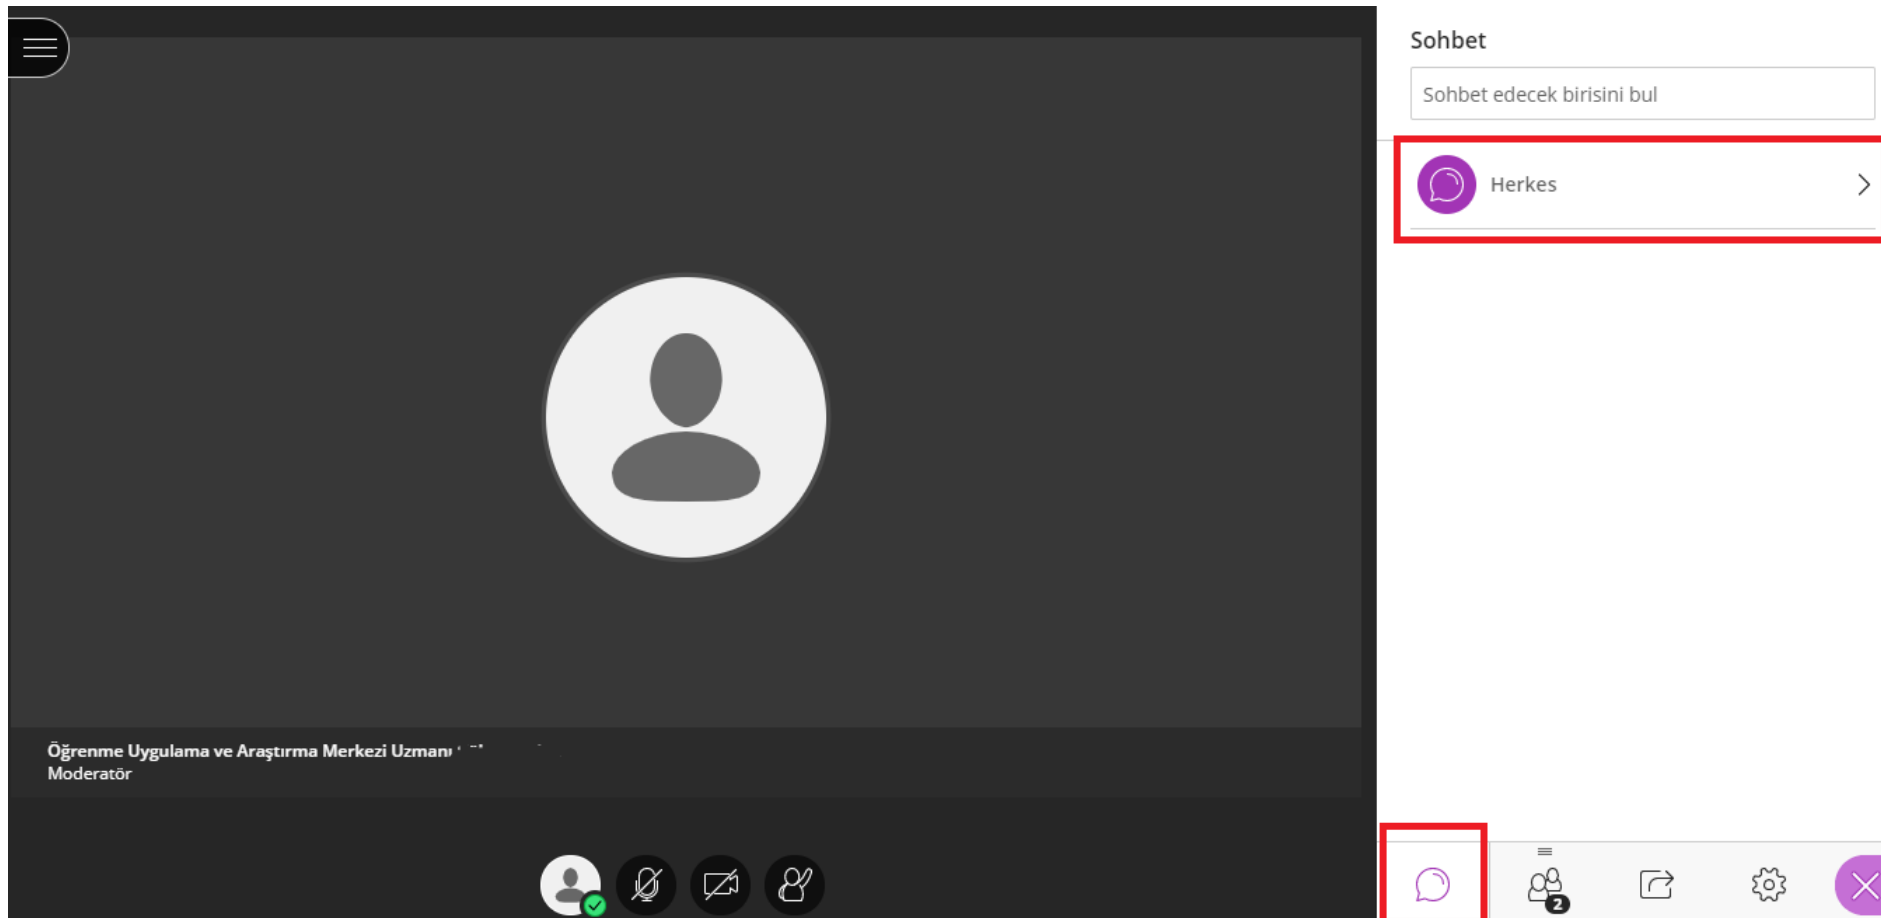 Sohbet
Sohbet edecek birisini bul
Herkes
Öğrenme Uygulama ve Araştırma Merkezi Uzmanı
Moderatör
2